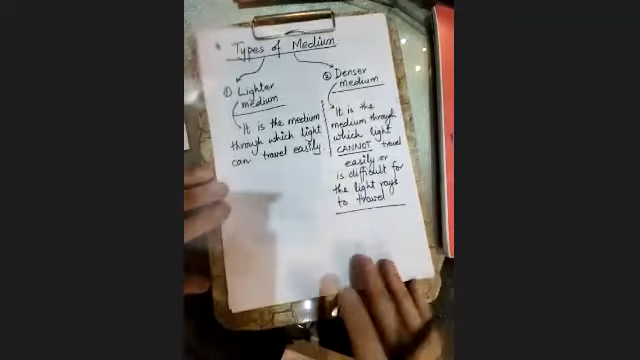 Types of Medium
① Lighter
medium
It is the medium
through which light
can travel easily
② Denser
medium
It is the
medium through
which light
CANNOT travel
easily or
is difficult for
the light rays
to travel